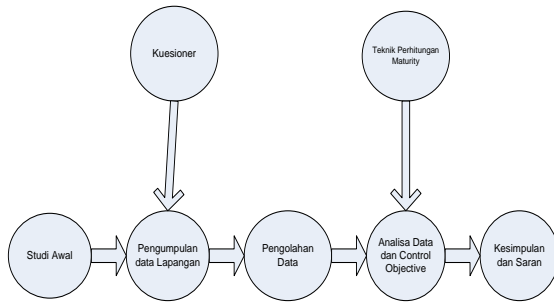 Kuesioner
Teknik Perhitungan
Maturity
Studi Awal
Pengumpulan
data Lapangan
Pengolahan
Data
Analisa Data
dan Control
Objective
Kesimpulan
dan Saran